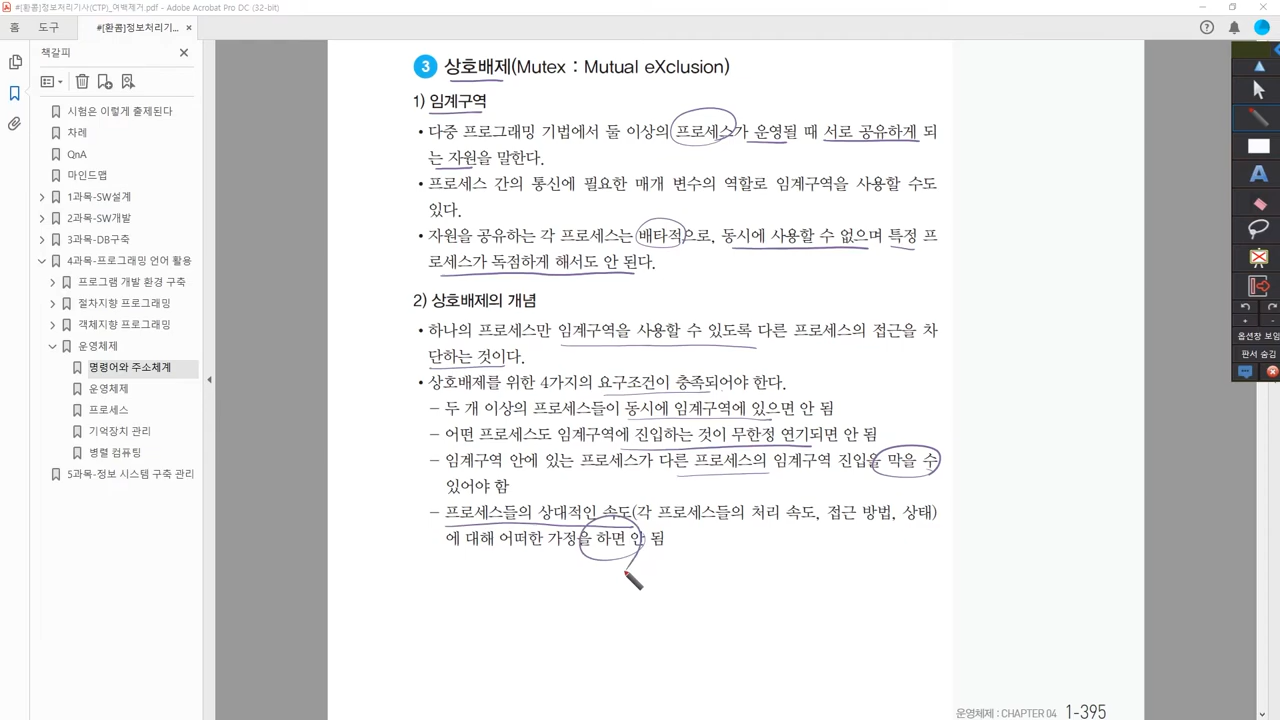 #[환콤]정보처리기사(CTP)_여백제거.pdf - Adobe Acrobat Pro DC (32-bit)
홈 도구 #[환콤]정보처리기... ×
책갈피
시험은 이렇게 출제된다
차례
QnA
마인드맵
1과목-SW설계
2과목-SW개발
3과목-DB구축
4과목-프로그래밍 언어 활용
프로그램 개발 환경 구축
절차지향 프로그래밍
객체지향 프로그래밍
운영체제
명령어와 주소체계
운영체제
프로세스
기억장치 관리
병렬 컴퓨팅
5과목-정보 시스템 구축 관리
3 상호배제(Mutex : Mutual eXclusion)
1) 임계구역
• 다중 프로그래밍 기법에서 둘 이상의 프로세스가 운영될 때 서로 공유하게 되
는 자원을 말한다.
• 프로세스 간의 통신에 필요한 매개 변수의 역할로 임계구역을 사용할 수도
있다.
• 자원을 공유하는 각 프로세스는 배타적으로, 동시에 사용할 수 없으며 특정 프
로세스가 독점하게 해서도 안 된다.
2) 상호배제의 개념
• 하나의 프로세스만 임계구역을 사용할 수 있도록 다른 프로세스의 접근을 차
단하는 것이다.
• 상호배제를 위한 4가지의 요구조건이 충족되어야 한다.
– 두 개 이상의 프로세스들이 동시에 임계구역에 있으면 안 됨
– 어떤 프로세스도 임계구역에 진입하는 것이 무한정 연기되면 안 됨
– 임계구역 안에 있는 프로세스가 다른 프로세스의 임계구역 진입을 막을 수
있어야 함
– 프로세스들의 상대적인 속도(각 프로세스들의 처리 속도, 접근 방법, 상태)
에 대해 어떠한 가정을 하면 안 됨
운영체제 : CHAPTER 04 1-395
A
옵션장 보임
판서 숨김